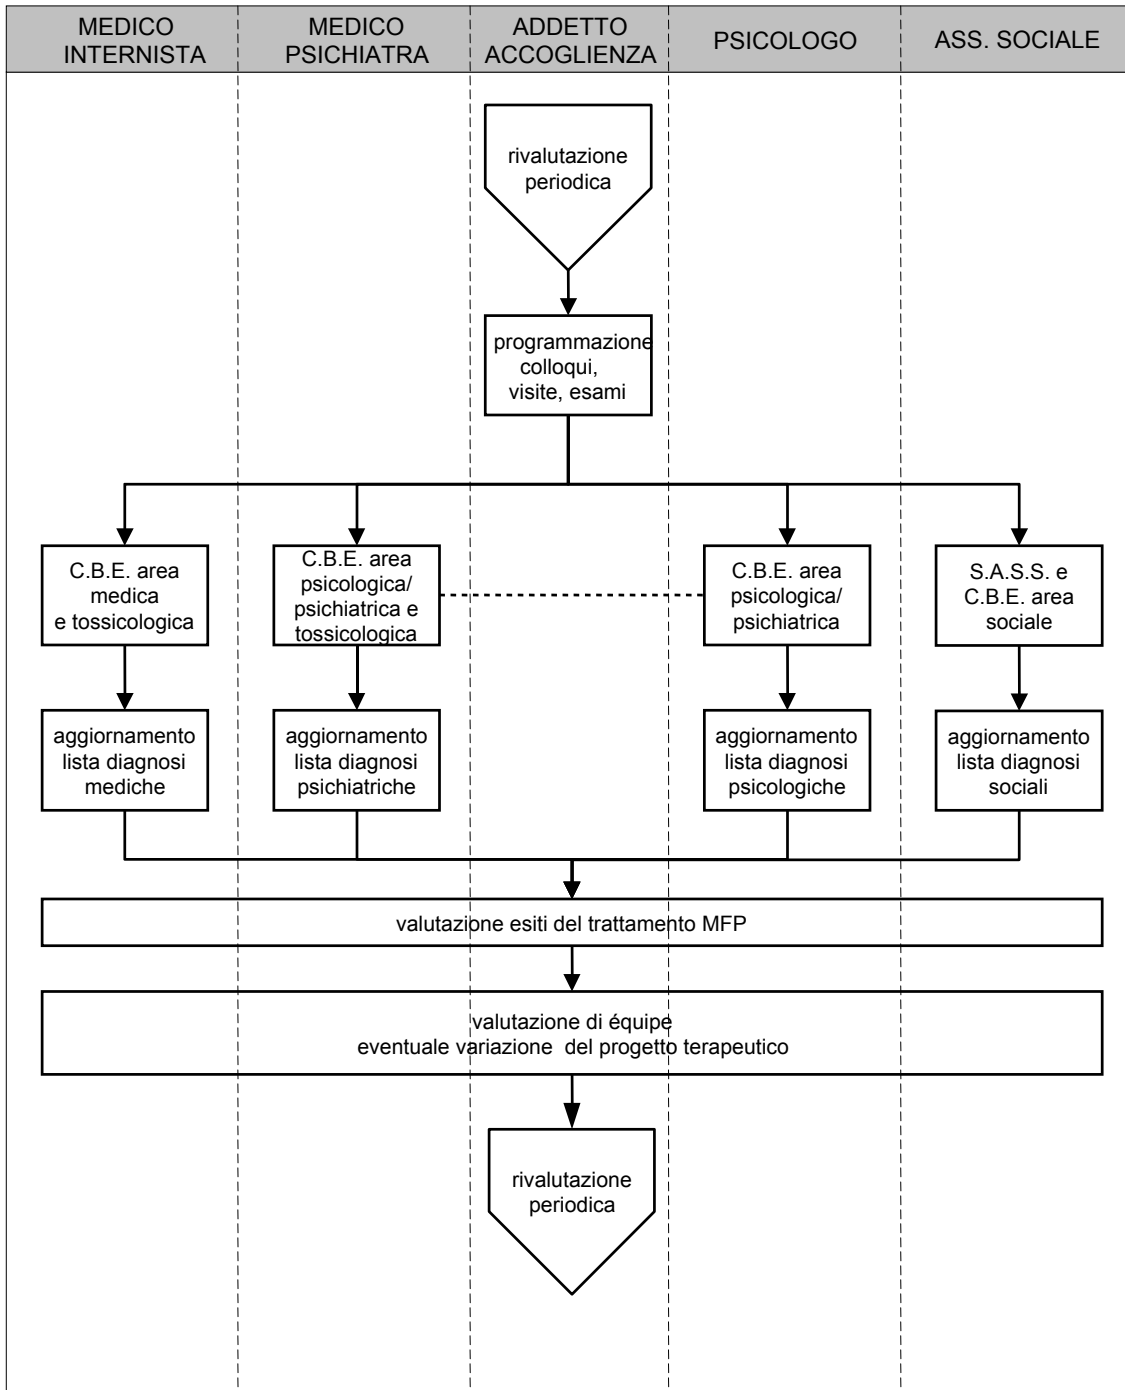 MEDICO
INTERNISTA
MEDICO
PSICHIATRA
ADDETTO
ACCOGLIENZA
PSICOLOGO
ASS. SOCIALE
rivalutazione
periodica
programmazione
colloqui,
visite, esami
C.B.E. area
medica
e tossicologica
C.B.E. area
psicologica/
psichiatrica e
tossicologica
C.B.E. area
psicologica/
psichiatrica
S.A.S.S. e
C.B.E. area
sociale
aggiornamento
lista diagnosi
mediche
aggiornamento
lista diagnosi
psichiatriche
aggiornamento
lista diagnosi
psicologiche
aggiornamento
lista diagnosi
sociali
valutazione esiti del trattamento MFP
valutazione di équipe
eventuale variazione del progetto terapeutico
rivalutazione
periodica